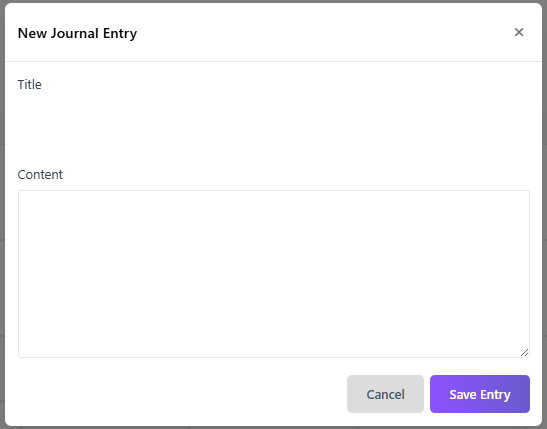 New Journal Entry ×
Title
Content
Cancel Save Entry